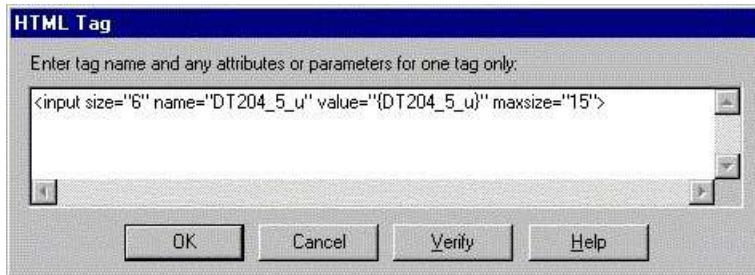 HTML Tag
Enter tag name and any attributes or parameters for one tag only:
<input size="6" name="DT204_5_u" value="{DT204_5_u}" maxsize="15">
OK Cancel Verify Help